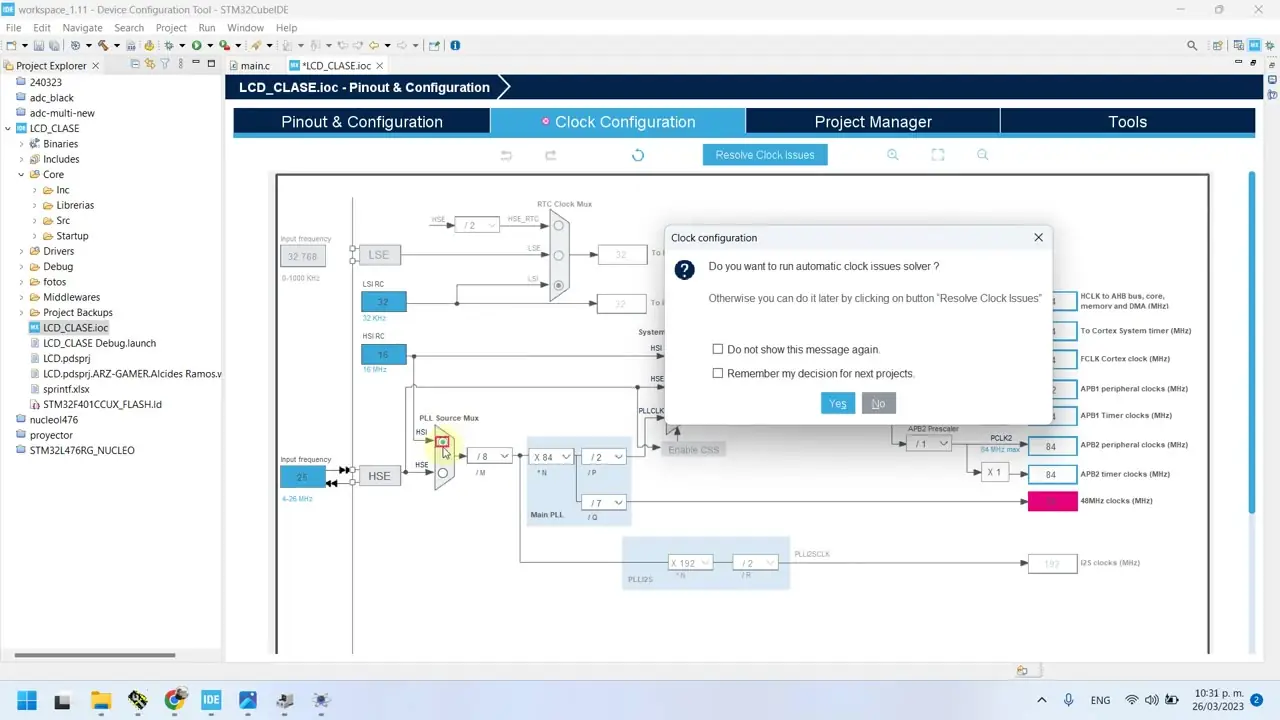 workspace_1.11 - Device Configuration Tool - STM32CubeIDE
File Edit Navigate Search Project Run Window Help
Project Explorer
main.c
*LCD_CLASE.ioc
240323
adc_black
adc-multi-new
LCD_CLASE
Binaries
Includes
Core
Inc
Librerias
Src
Startup
Drivers
Debug
fotos
Middlewares
Project Backups
LCD_CLASE.ioc
LCD_CLASE Debug.launch
LCD.pdsprj
LCD.pdsprj.ARZ-GAMER.Alcides Ramos.w
sprintf.xlsx
STM32F401CCUX_FLASH.ld
nucleol476
proyector
STM32L476RG_NUCLEO
LCD_CLASE.ioc - Pinout & Configuration
Pinout & Configuration
Clock Configuration
Project Manager
Tools
Resolve Clock Issues
RTC Clock Mux
HSE
/ 2
HSE_RTC
Input frequency
32.768
LSE
LSE
32
0-1000 KHz
LSI RC
LSI
32
32
32 KHz
HSI RC
System
16
HSI
16 MHz
HSE
PLL Source Mux
PLLCLK
HSI
Enable CSS
/ 8
/ M
X 84
* N
/ 2
/ P
Input frequency
25
HSE
HSE
4-26 MHz
/ 7
/ Q
Main PLL
X 192
* N
/ 2
/ R
PLLI2S
PLLI2SCLK
192
I2S clocks (MHz)
Clock configuration
Do you want to run automatic clock issues solver ?
Otherwise you can do it later by clicking on button "Resolve Clock Issues"
Do not show this message again.
Remember my decision for next projects.
Yes
No
HCLK to AHB bus, core,
memory and DMA (MHz)
To Cortex System timer (MHz)
FCLK Cortex clock (MHz)
APB1 peripheral clocks (MHz)
APB1 Timer clocks (MHz)
APB2 Prescaler
/ 1
PCLK2
84 MHz max
84
APB2 peripheral clocks (MHz)
X 1
84
APB2 timer clocks (MHz)
48MHz clocks (MHz)
IDE
ENG
10:31 p. m.
26/03/2023
2